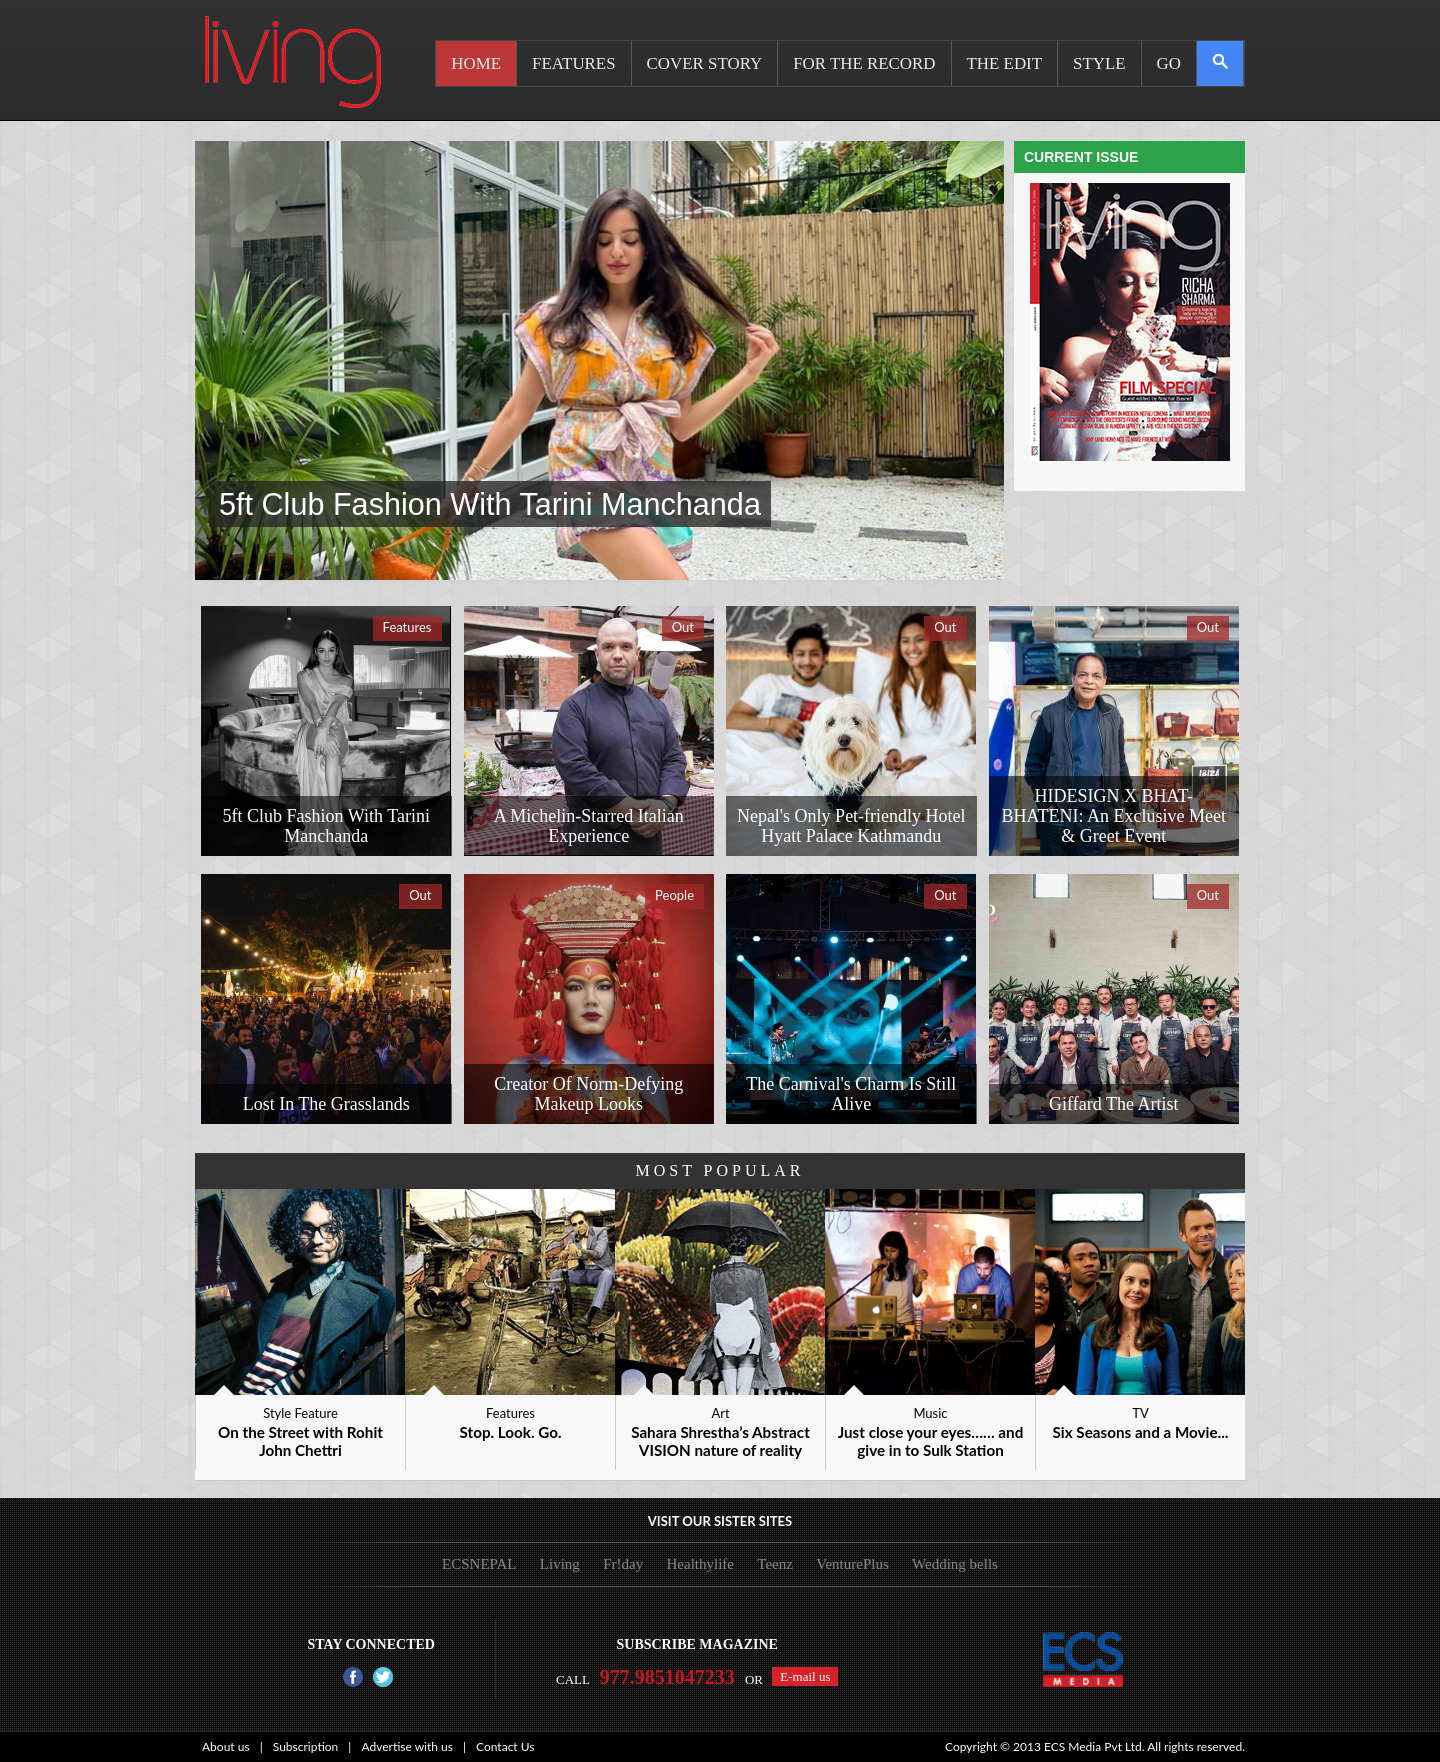 living
HOME FEATURES COVER STORY FOR THE RECORD THE EDIT STYLE GO
5ft Club Fashion With Tarini Manchanda
CURRENT ISSUE
living
RICHA
SHARMA
FILM SPECIAL
Features
5ft Club Fashion With Tarini
Manchanda
Out
A Michelin-Starred Italian
Experience
Out
Nepal's Only Pet-friendly Hotel
Hyatt Palace Kathmandu
Out
IBIZA
HIDESIGN X BHAT-
BHATENI: An Exclusive Meet
& Greet Event
Out
Lost In The Grasslands
People
Creator Of Norm-Defying
Makeup Looks
Out
The Carnival's Charm Is Still
Alive
Out
GIFFARD
Giffard The Artist
MOST POPULAR
Style Feature
On the Street with Rohit
John Chettri
Features
Stop. Look. Go.
Art
Sahara Shrestha’s Abstract
VISION nature of reality
Music
Just close your eyes…… and
give in to Sulk Station
TV
Six Seasons and a Movie...
VISIT OUR SISTER SITES
ECSNEPAL Living Fr!day Healthylife Teenz VenturePlus Wedding bells
STAY CONNECTED
SUBSCRIBE MAGAZINE
CALL 977.9851047233 OR E-mail us
ECS
MEDIA
About us | Subscription | Advertise with us | Contact Us
Copyright © 2013 ECS Media Pvt Ltd. All rights reserved.